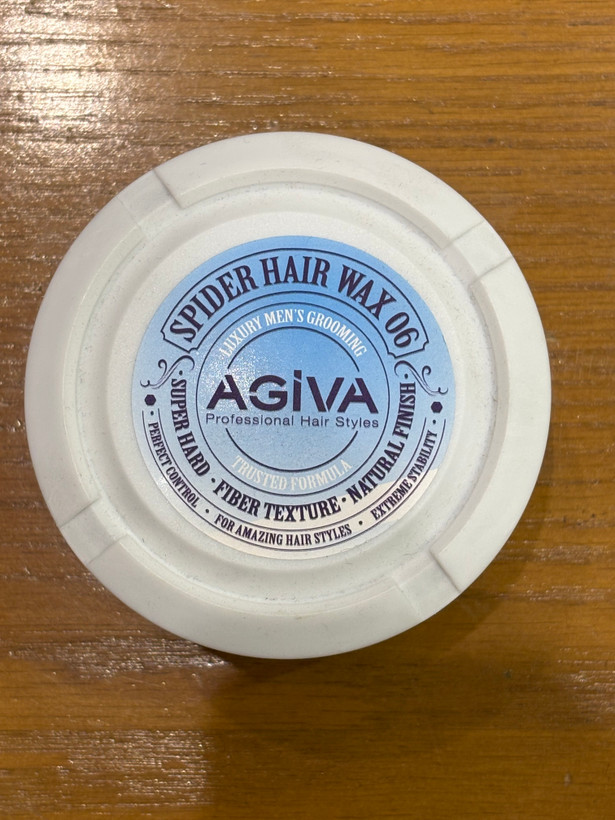 SPIDER HAIR WAX 06
LUXURY MEN'S GROOMING
AGiVA
Professional Hair Styles
TRUSTED FORMULA
· SUPER HARD · FIBER TEXTURE · NATURAL FINISH ·
· PERFECT CONTROL · FOR AMAZING HAIR STYLES · EXTREME STABILITY ·